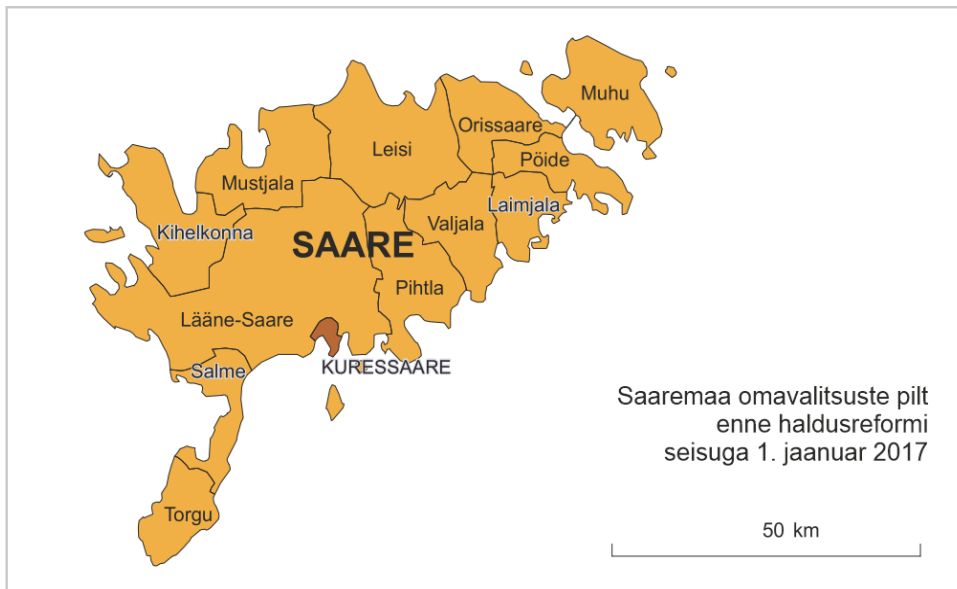 Muhu
Orissaare
Leisi
Pöide
Mustjala
Laimjala
Valjala
Kihelkonna
SAARE
Pihtla
Lääne-Saare
KURESSAARE
Salme
Saaremaa omavalitsuste pilt
enne haldusreformi
seisuga 1. jaanuar 2017
Torgu
50 km